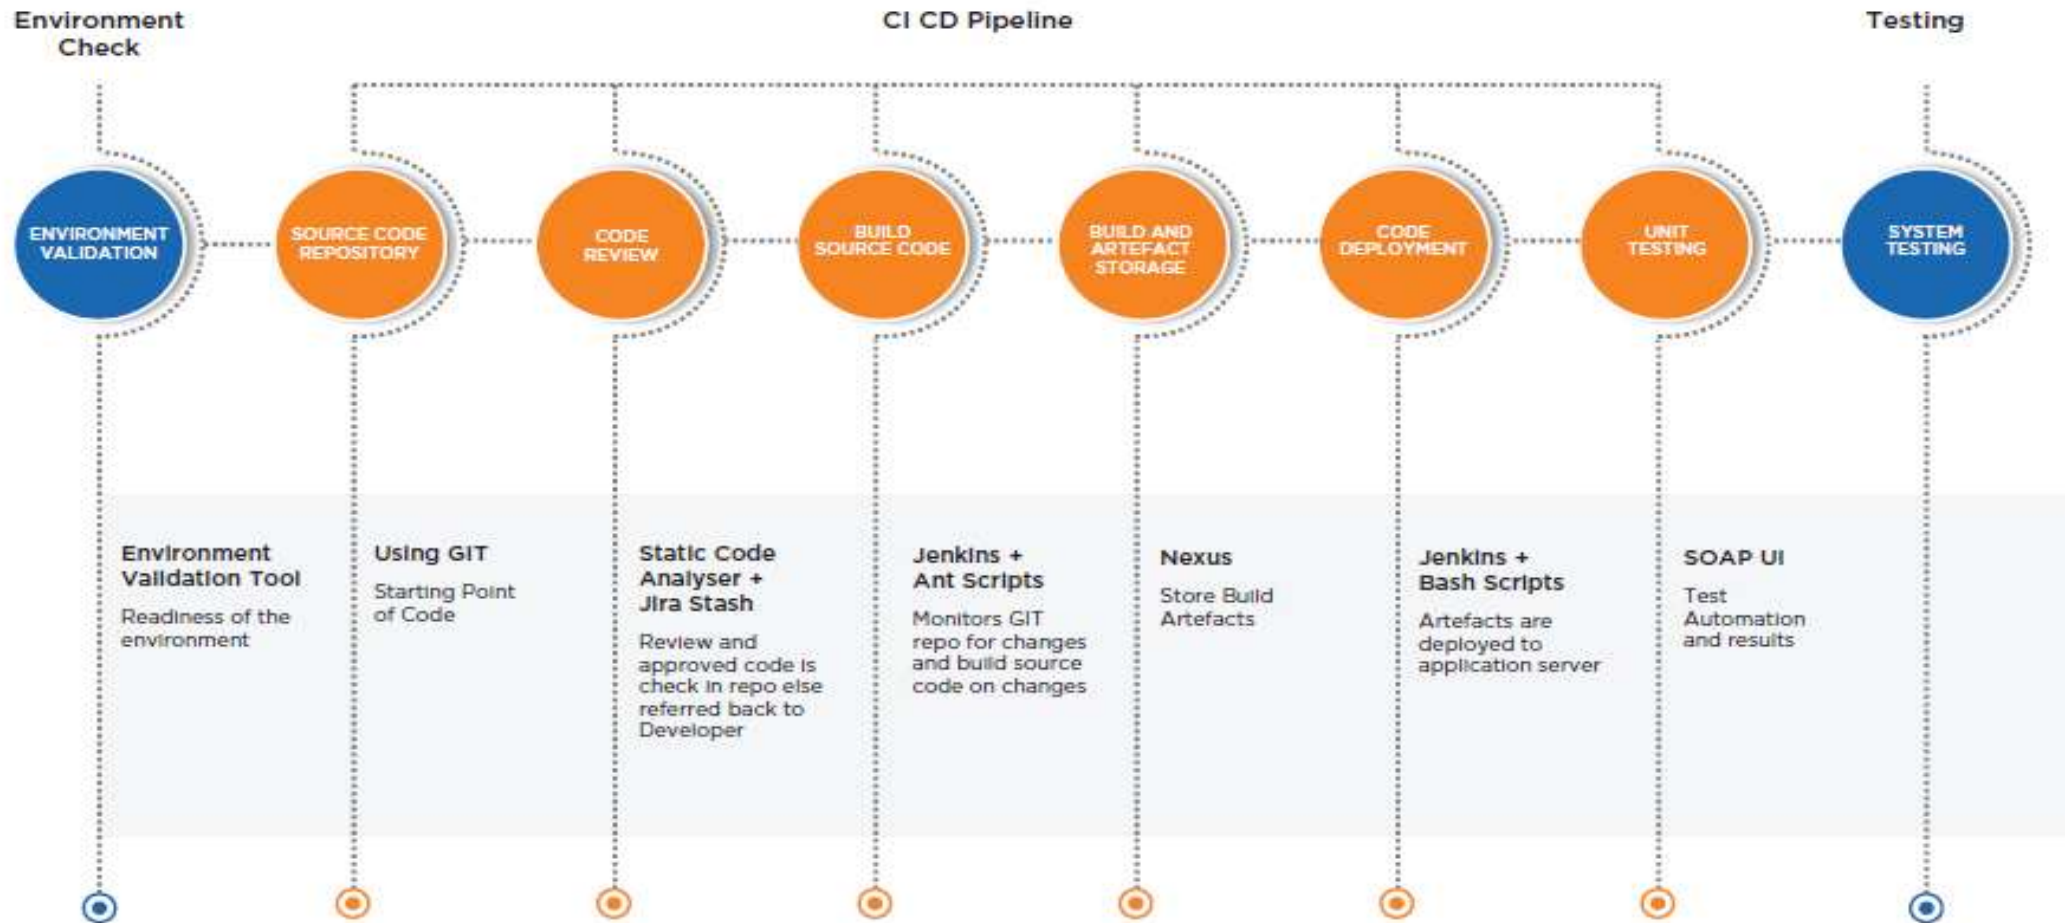 Environment
Check
CI CD Pipeline
Testing
ENVIRONMENT
VALIDATION
SOURCE CODE
REPOSITORY
CODE
REVIEW
BUILD
SOURCE CODE
BUILD AND
ARTEFACT
STORAGE
CODE
DEPLOYMENT
UNIT
TESTING
SYSTEM
TESTING
Environment
Validation Tool
Readiness of the
environment
Using GIT
Starting Point
of Code
Static Code
Analyser +
Jira Stash
Review and
approved code is
check in repo else
referred back to
Developer
Jenkins +
Ant Scripts
Monitors GIT
repo for changes
and build source
code on changes
Nexus
Store Build
Artefacts
Jenkins +
Bash Scripts
Artefacts are
deployed to
application server
SOAP UI
Test
Automation
and results